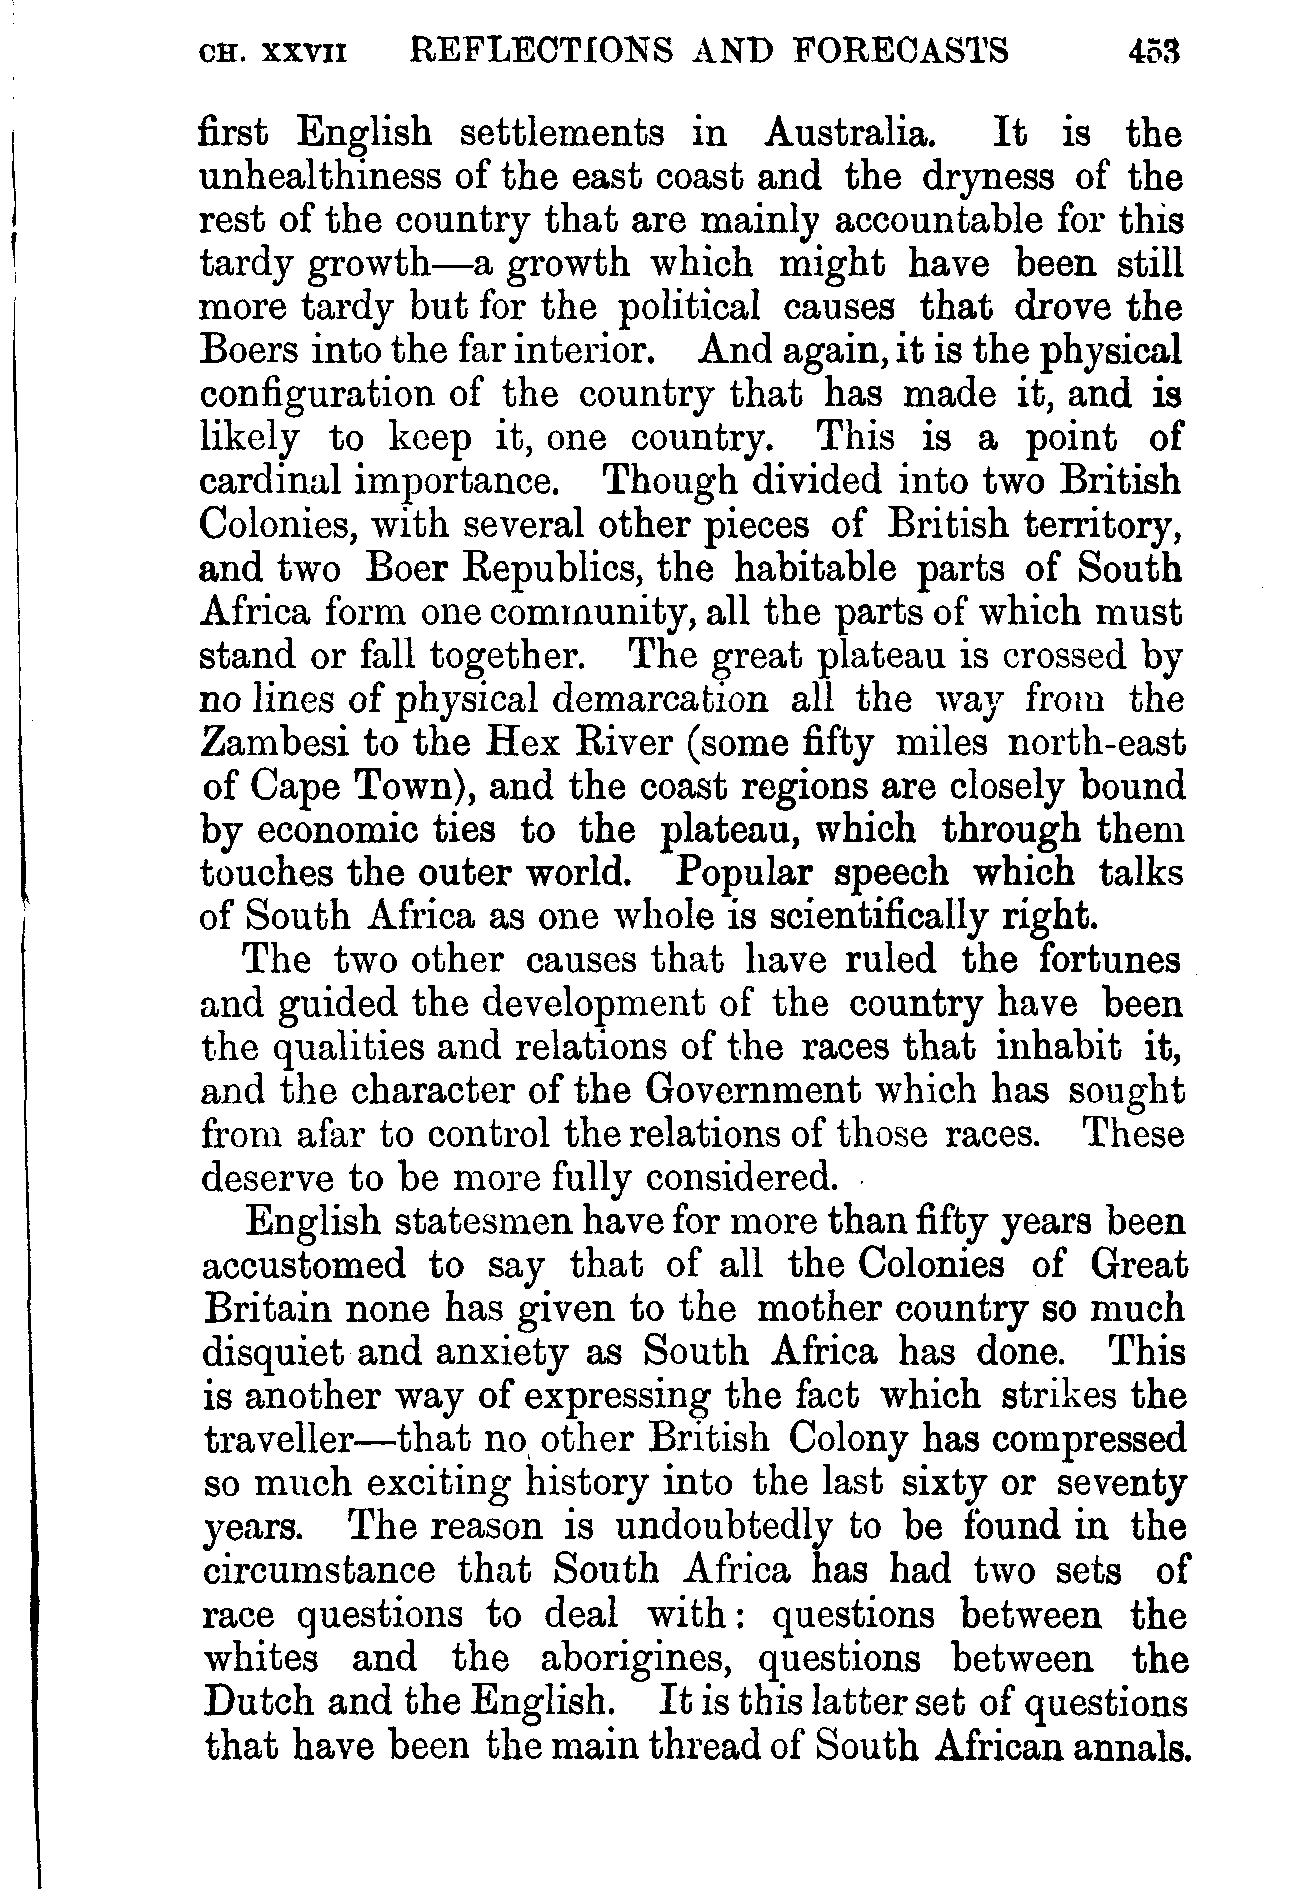 CH. XXVII REFLECTIONS AND FORECASTS 453
first English settlements in Australia. It is the
unhealthiness of the east coast and the dryness of the
rest of the country that are mainly accountable for this
tardy growth—a growth which might have been still
more tardy but for the political causes that drove the
Boers into the far interior. And again, it is the physical
configuration of the country that has made it, and is
likely to keep it, one country. This is a point of
cardinal importance. Though divided into two British
Colonies, with several other pieces of British territory,
and two Boer Republics, the habitable parts of South
Africa form one community, all the parts of which must
stand or fall together. The great plateau is crossed by
no lines of physical demarcation all the way from the
Zambesi to the Hex River (some fifty miles north-east
of Cape Town), and the coast regions are closely bound
by economic ties to the plateau, which through them
touches the outer world. Popular speech which talks
of South Africa as one whole is scientifically right.
The two other causes that have ruled the fortunes
and guided the development of the country have been
the qualities and relations of the races that inhabit it,
and the character of the Government which has sought
from afar to control the relations of those races. These
deserve to be more fully considered.
English statesmen have for more than fifty years been
accustomed to say that of all the Colonies of Great
Britain none has given to the mother country so much
disquiet and anxiety as South Africa has done. This
is another way of expressing the fact which strikes the
traveller—that no other British Colony has compressed
so much exciting history into the last sixty or seventy
years. The reason is undoubtedly to be found in the
circumstance that South Africa has had two sets of
race questions to deal with: questions between the
whites and the aborigines, questions between the
Dutch and the English. It is this latter set of questions
that have been the main thread of South African annals.